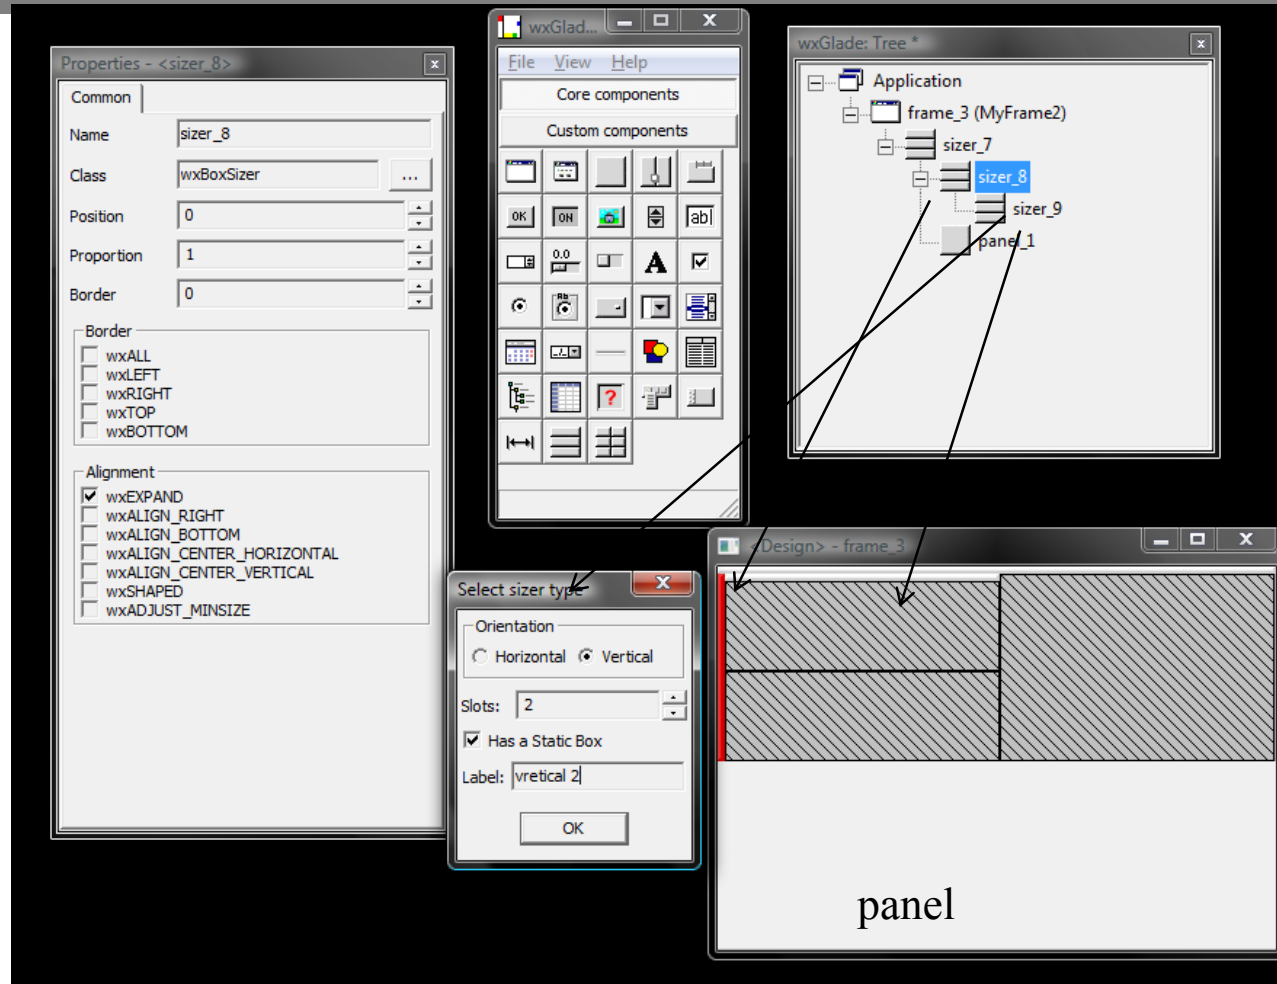 Properties - <sizer_8>
Common
Name sizer_8
Class wxBoxSizer ...
Position 0
Proportion 1
Border 0
Border
wxALL
wxLEFT
wxRIGHT
wxTOP
wxBOTTOM
Alignment
wxEXPAND
wxALIGN_RIGHT
wxALIGN_BOTTOM
wxALIGN_CENTER_HORIZONTAL
wxALIGN_CENTER_VERTICAL
wxSHAPED
wxADJUST_MINSIZE
wxGlad...
File View Help
Core components
Custom components
OK ON ab|
0.0 A
Rb
?
wxGlade: Tree *
Application
frame_3 (MyFrame2)
sizer_7
sizer_8
sizer_9
panel_1
Select sizer type
Orientation
Horizontal Vertical
Slots: 2
Has a Static Box
Label: vretical 2
OK
<Design> - frame_3
panel